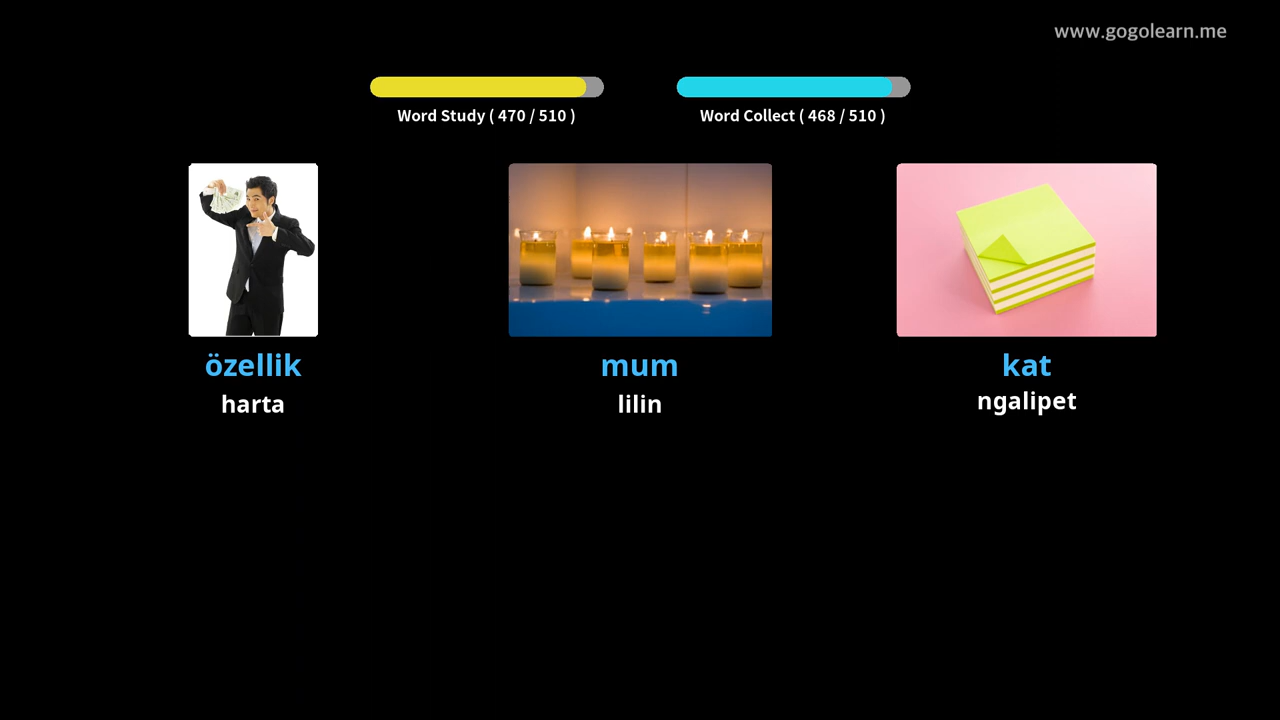 www.gogolearn.me
Word Study ( 470 / 510 )
Word Collect ( 468 / 510 )
özellik
harta
mum
lilin
kat
ngalipet